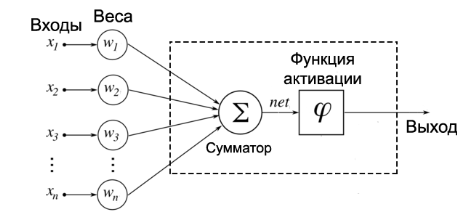 Входы
Веса
x1 w1
x2 w2
x3 w3
⋮ ⋮
xn wn
Σ
Сумматор
net
Функция
активации
φ
Выход